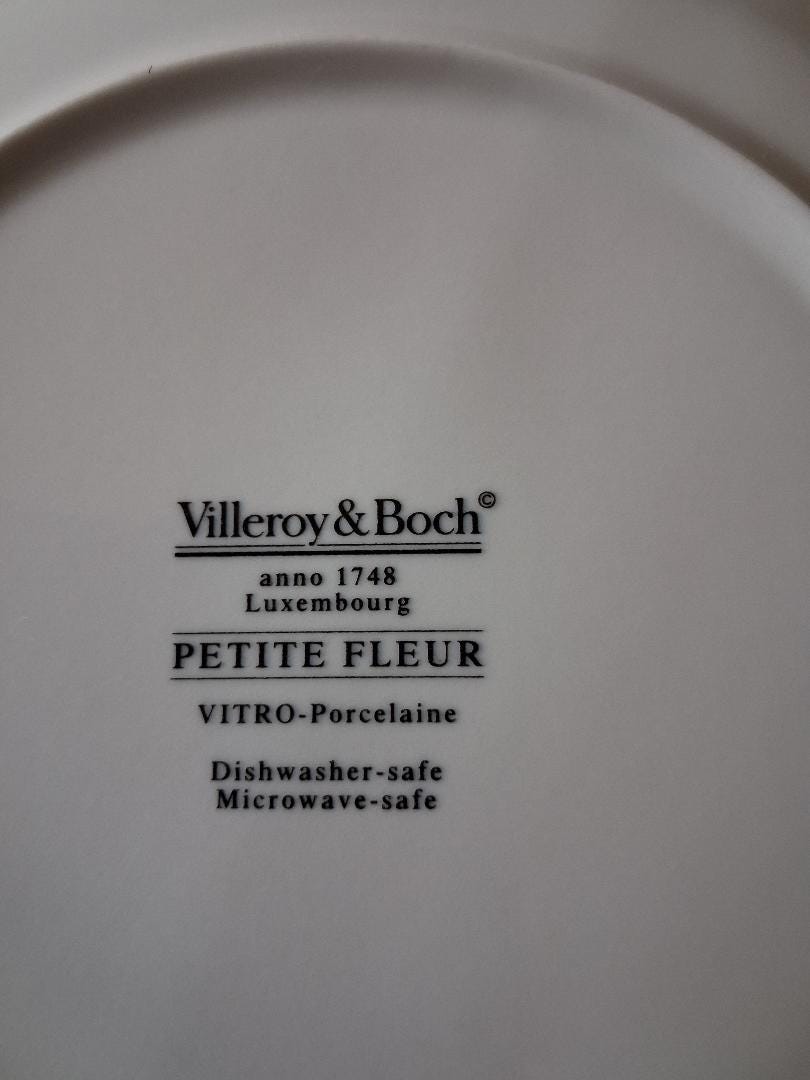 Villeroy & Boch©
anno 1748
Luxembourg
PETITE FLEUR
VITRO-Porcelaine
Dishwasher-safe
Microwave-safe